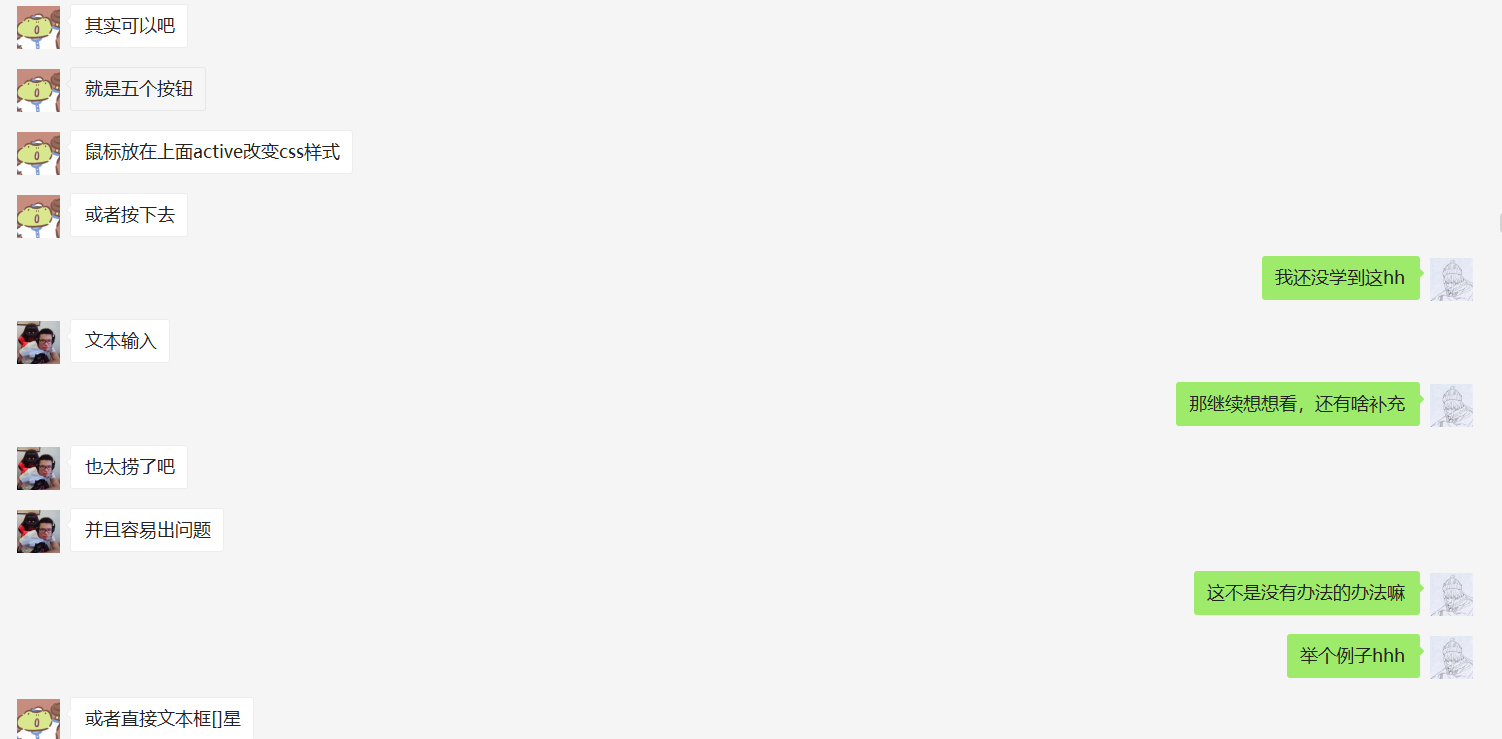 其实可以吧
就是五个按钮
鼠标放在上面active改变css样式
或者按下去
我还没学到这hh
文本输入
那继续想想看，还有啥补充
也太捞了吧
并且容易出问题
这不是没有办法的办法嘛
举个例子hhh
或者直接文本框[]星